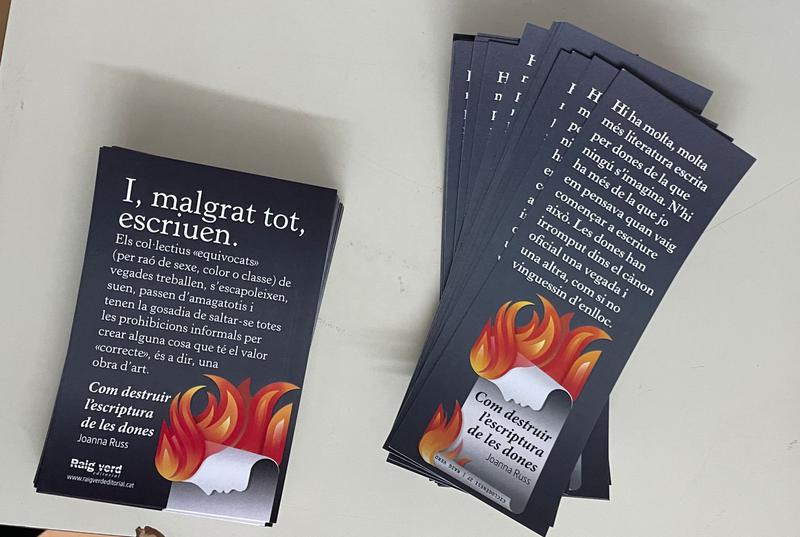 I, malgrat tot,
escriuen.
Els col·lectius «equivocats»
(per raó de sexe, color o classe) de
vegades treballen, s'escapoleixen,
suen, passen d'amagatotis i
tenen la gosadia de saltar-se totes
les prohibicions informals per
crear alguna cosa que té el valor
«correcte», és a dir, una
obra d'art.
Com destruir
l'escriptura
de les dones
Joanna Russ
Raig verd
editorial
www.raigverdeditorial.cat
Hi ha molta, molta
més literatura escrita
per dones de la que
ningú s'imagina. N'hi
ha més de la que jo
em pensava quan vaig
començar a escriure
això. Les dones han
irromput dins el cànon
oficial una vegada i
una altra, com si no
vinguessin d'enlloc.
Com destruir
l'escriptura
de les dones
Joanna Russ